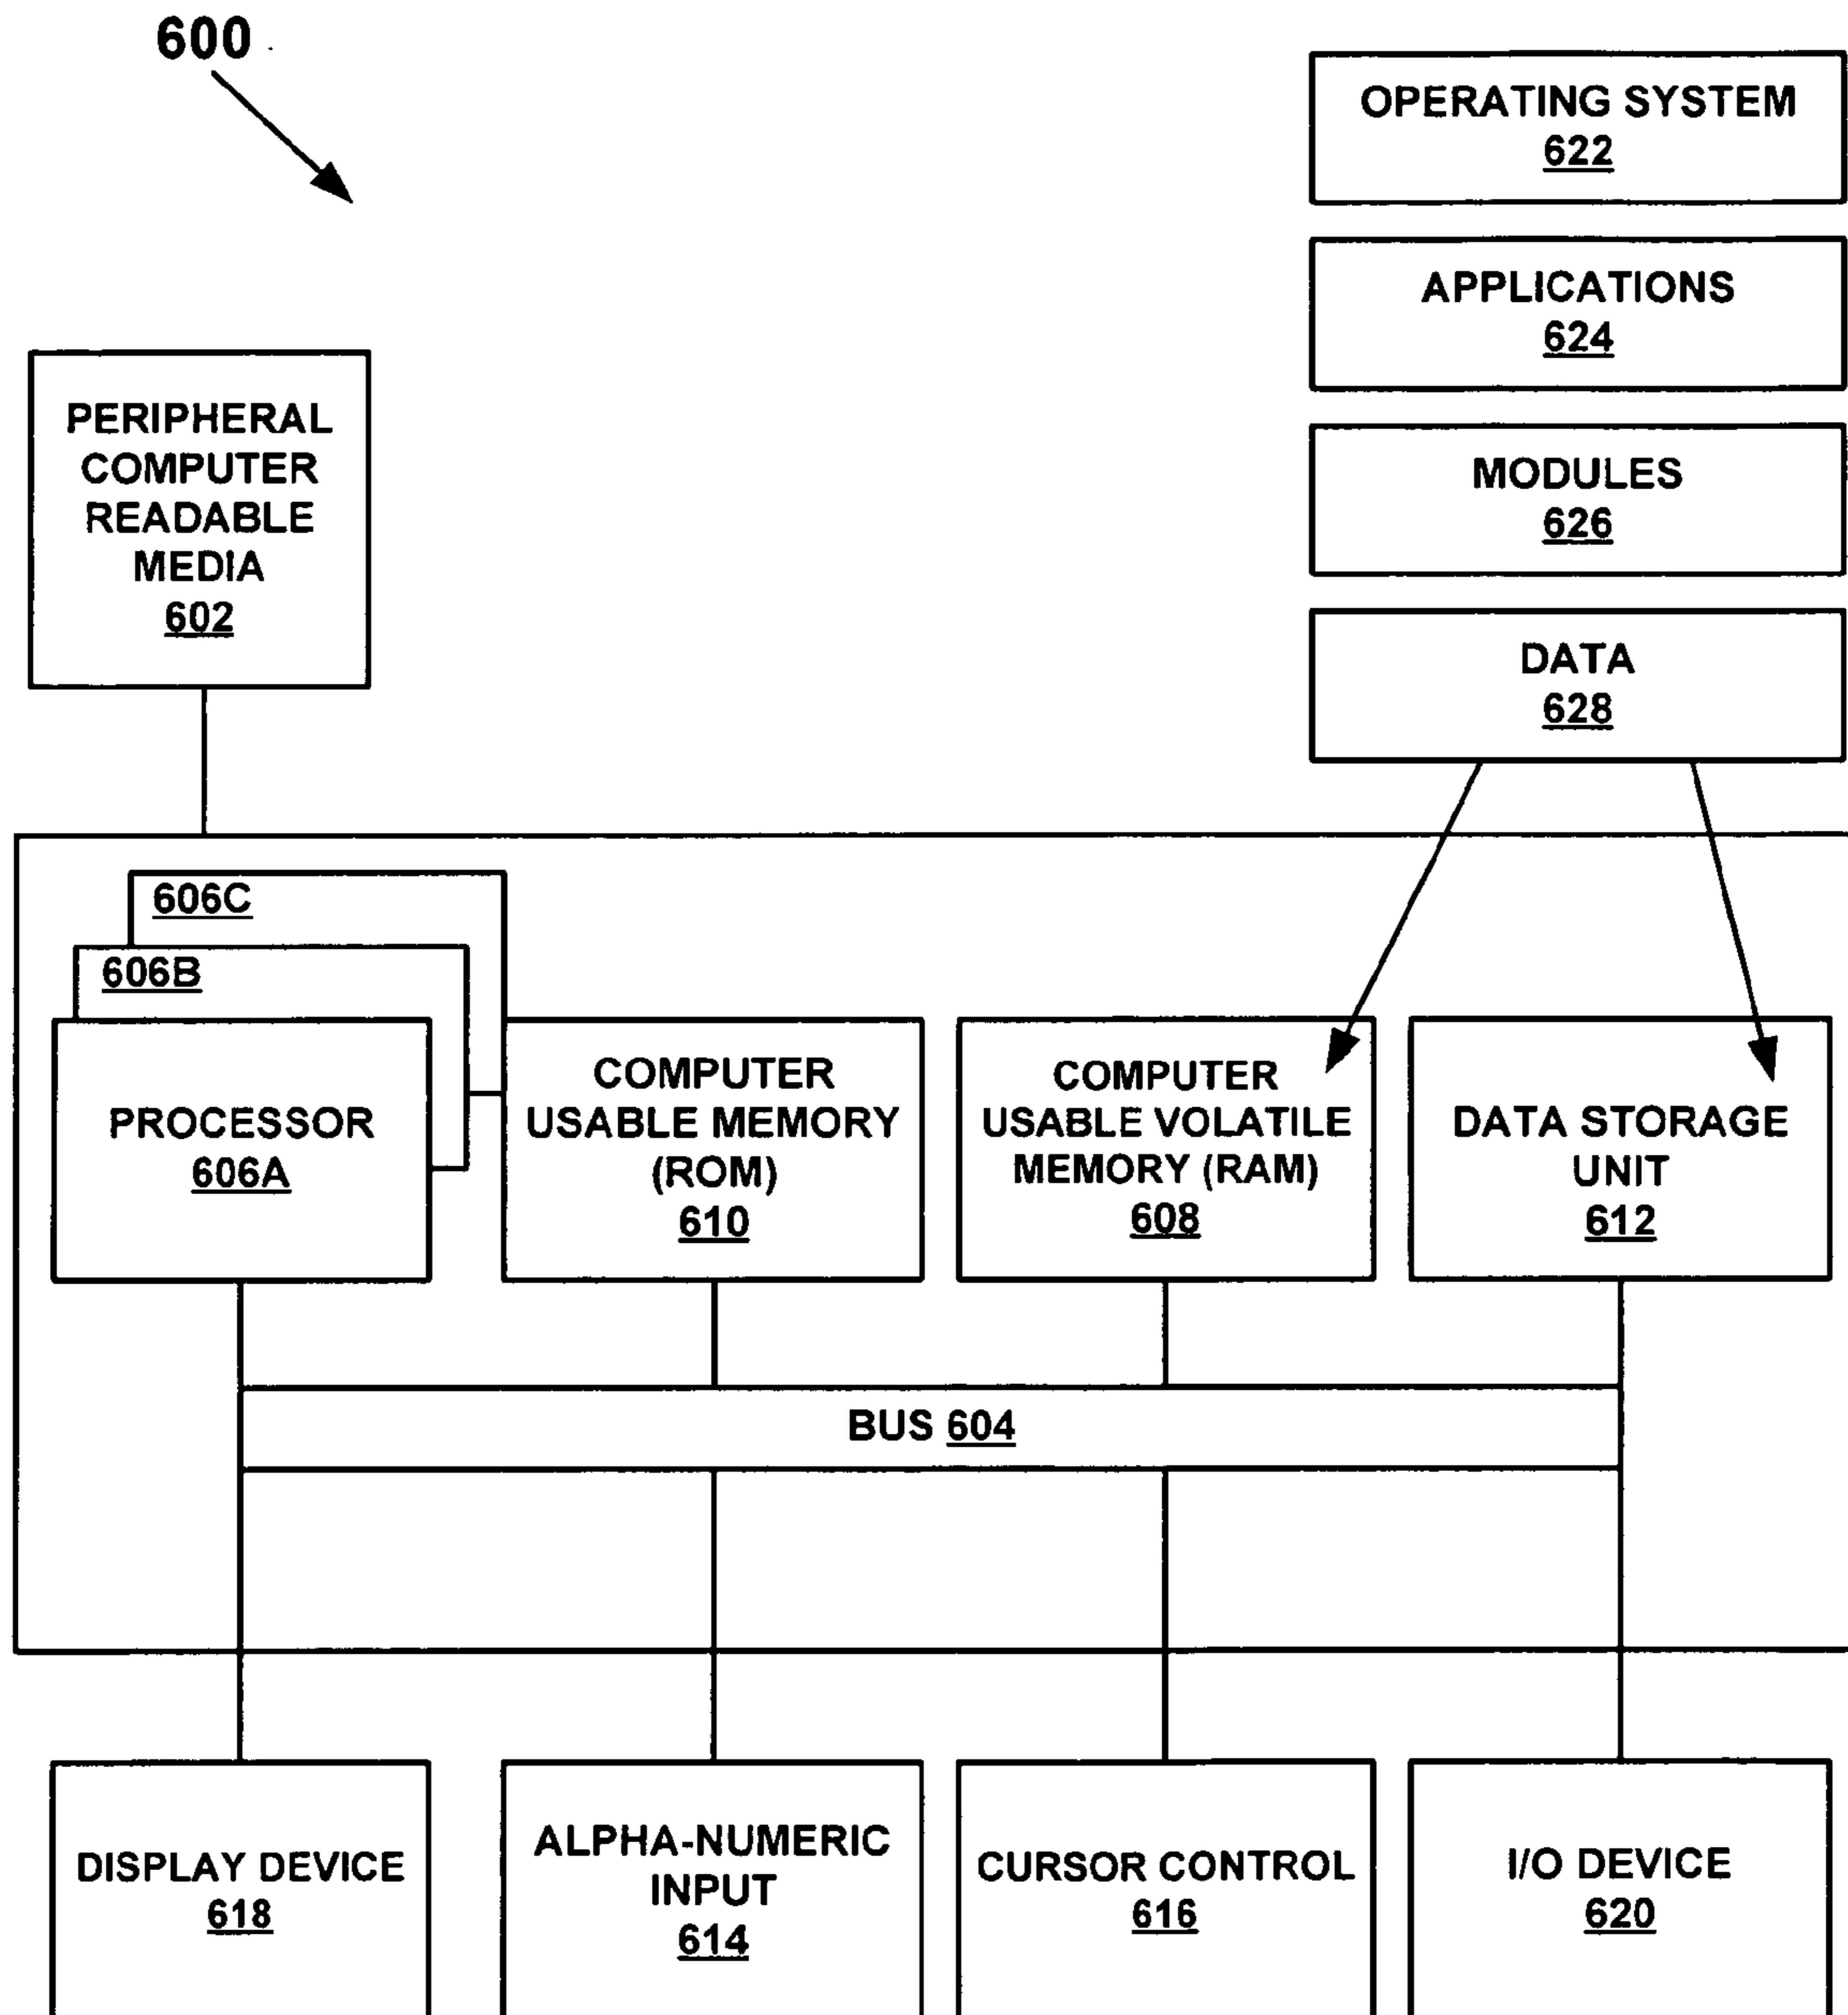 600
OPERATING SYSTEM
622
APPLICATIONS
624
MODULES
626
DATA
628
PERIPHERAL
COMPUTER
READABLE
MEDIA
602
606C
606B
PROCESSOR
606A
COMPUTER
USABLE MEMORY
(ROM)
610
COMPUTER
USABLE VOLATILE
MEMORY (RAM)
608
DATA STORAGE
UNIT
612
BUS 604
DISPLAY DEVICE
618
ALPHA-NUMERIC
INPUT
614
CURSOR CONTROL
616
I/O DEVICE
620